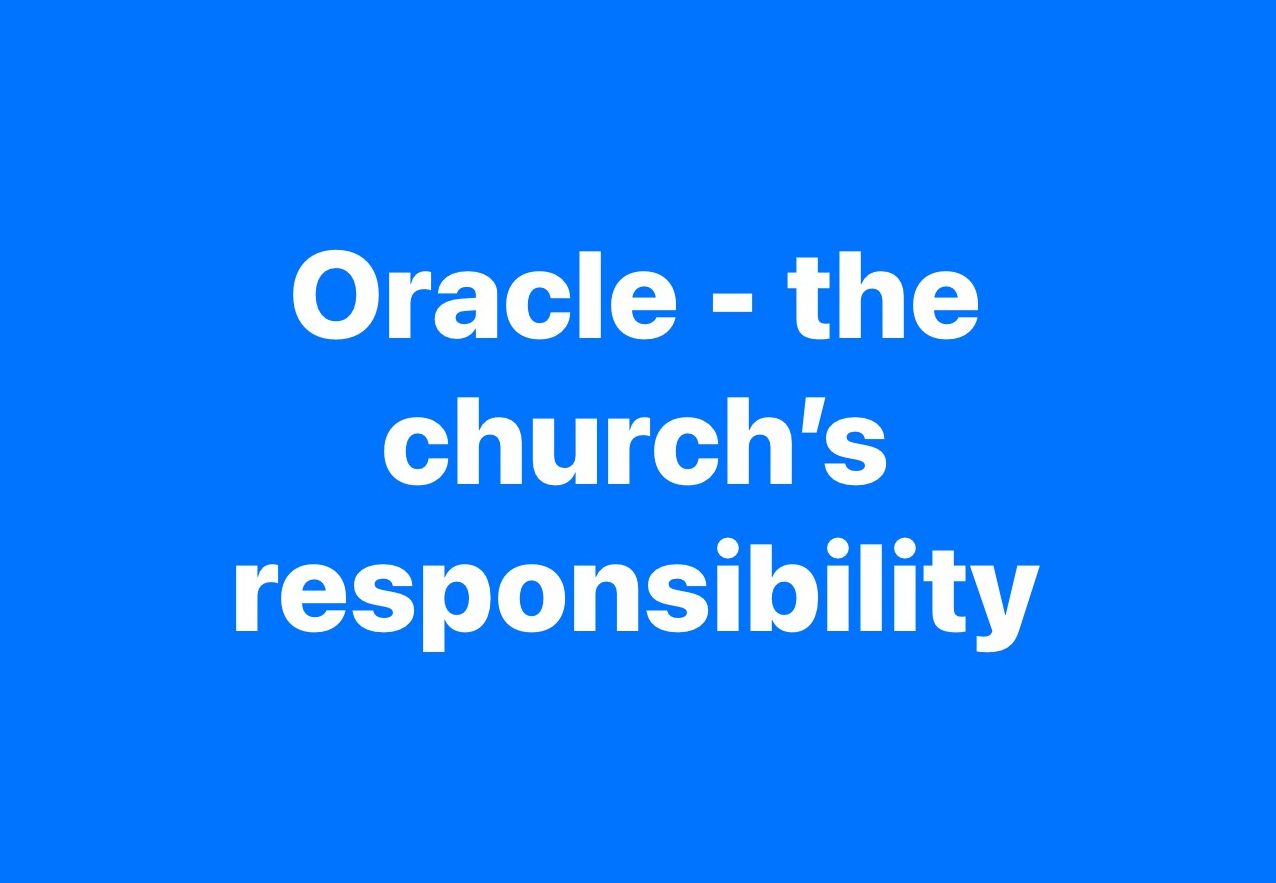 Oracle - the
church’s
responsibility